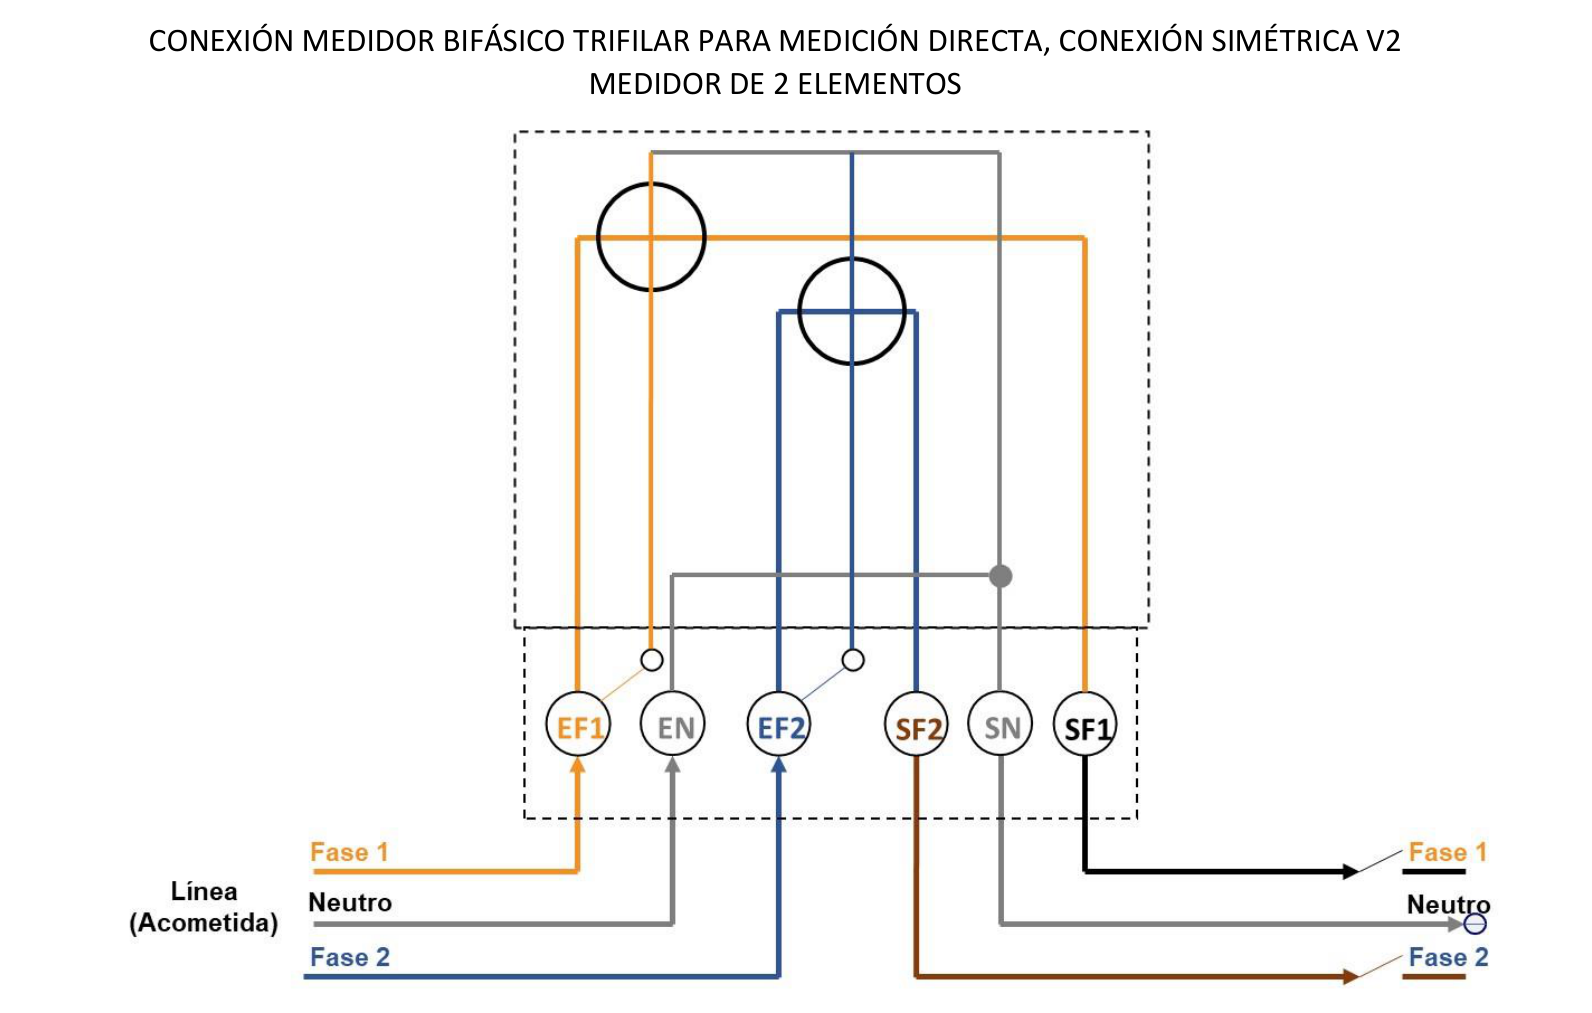 CONEXIÓN MEDIDOR BIFÁSICO TRIFILAR PARA MEDICIÓN DIRECTA, CONEXIÓN SIMÉTRICA V2
MEDIDOR DE 2 ELEMENTOS
EF1
EN
EF2
SF2
SN
SF1
Fase 1
Línea
(Acometida)
Neutro
Fase 2
Fase 1
Neutro
Fase 2